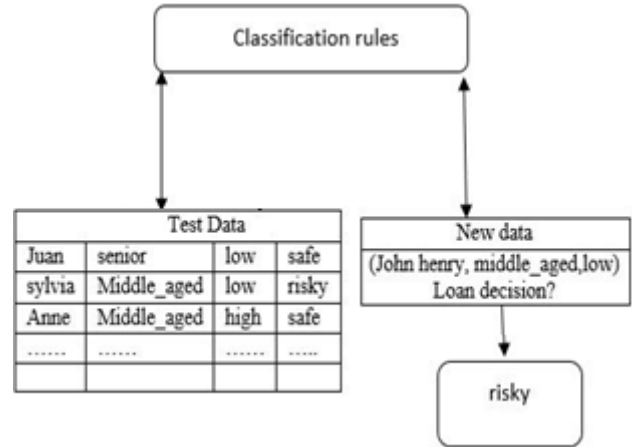 Classification rules
Test Data
Juan senior low safe
sylvia Middle_aged low risky
Anne Middle_aged high safe
...... ...... ...... .....
New data
(John henry, middle_aged,low)
Loan decision?
risky